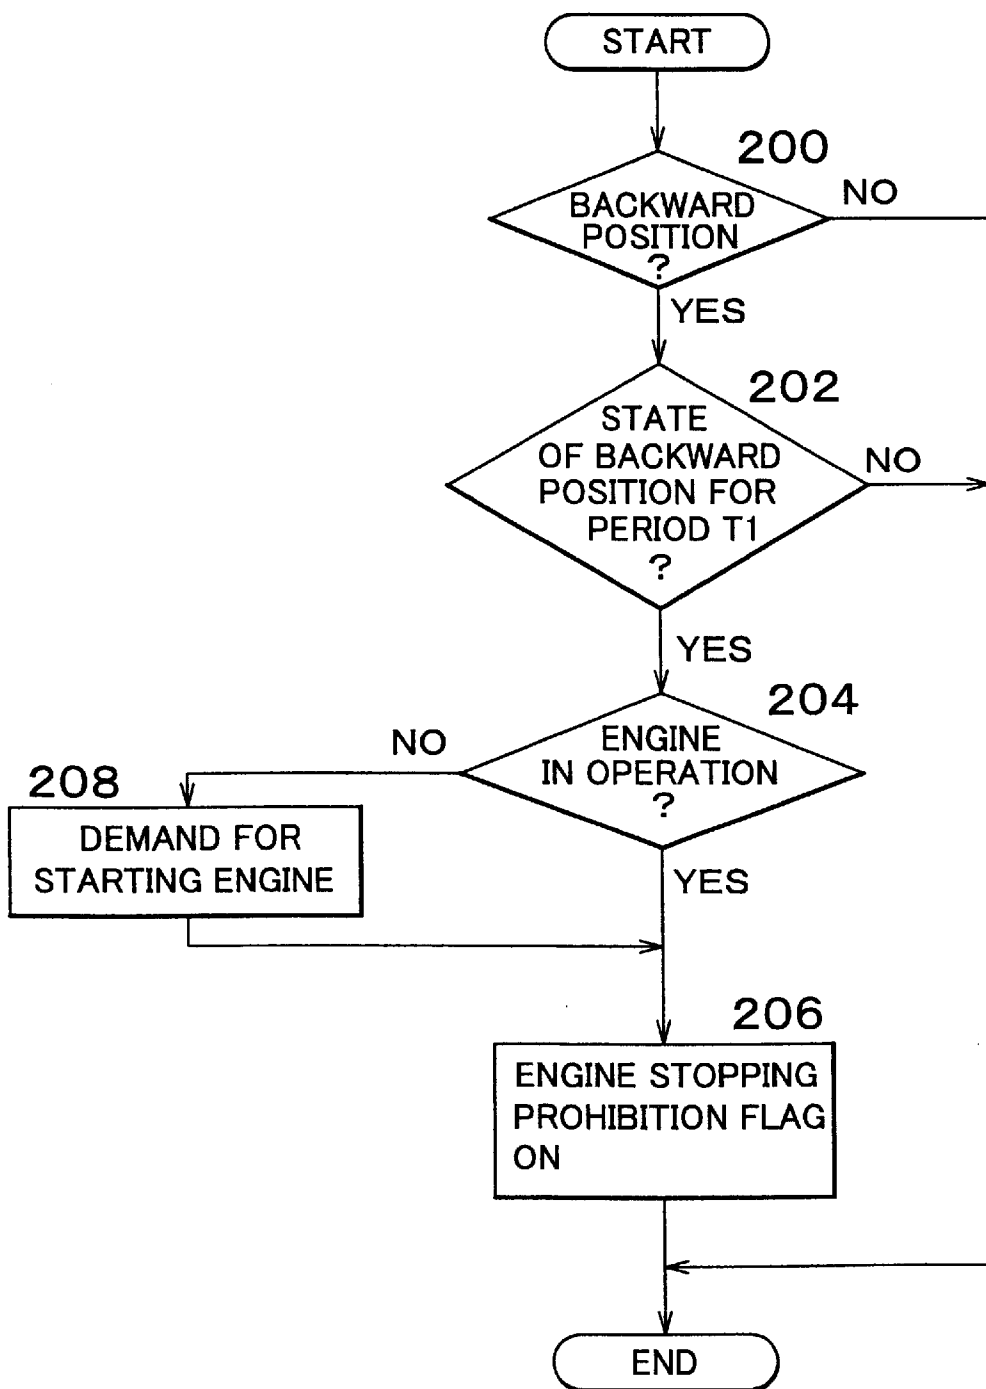 START
200
BACKWARD
POSITION
?
NO
YES
202
STATE
OF BACKWARD
POSITION FOR
PERIOD T1
?
NO
YES
204
ENGINE
IN OPERATION
?
NO
208
DEMAND FOR
STARTING ENGINE
YES
206
ENGINE STOPPING
PROHIBITION FLAG
ON
END